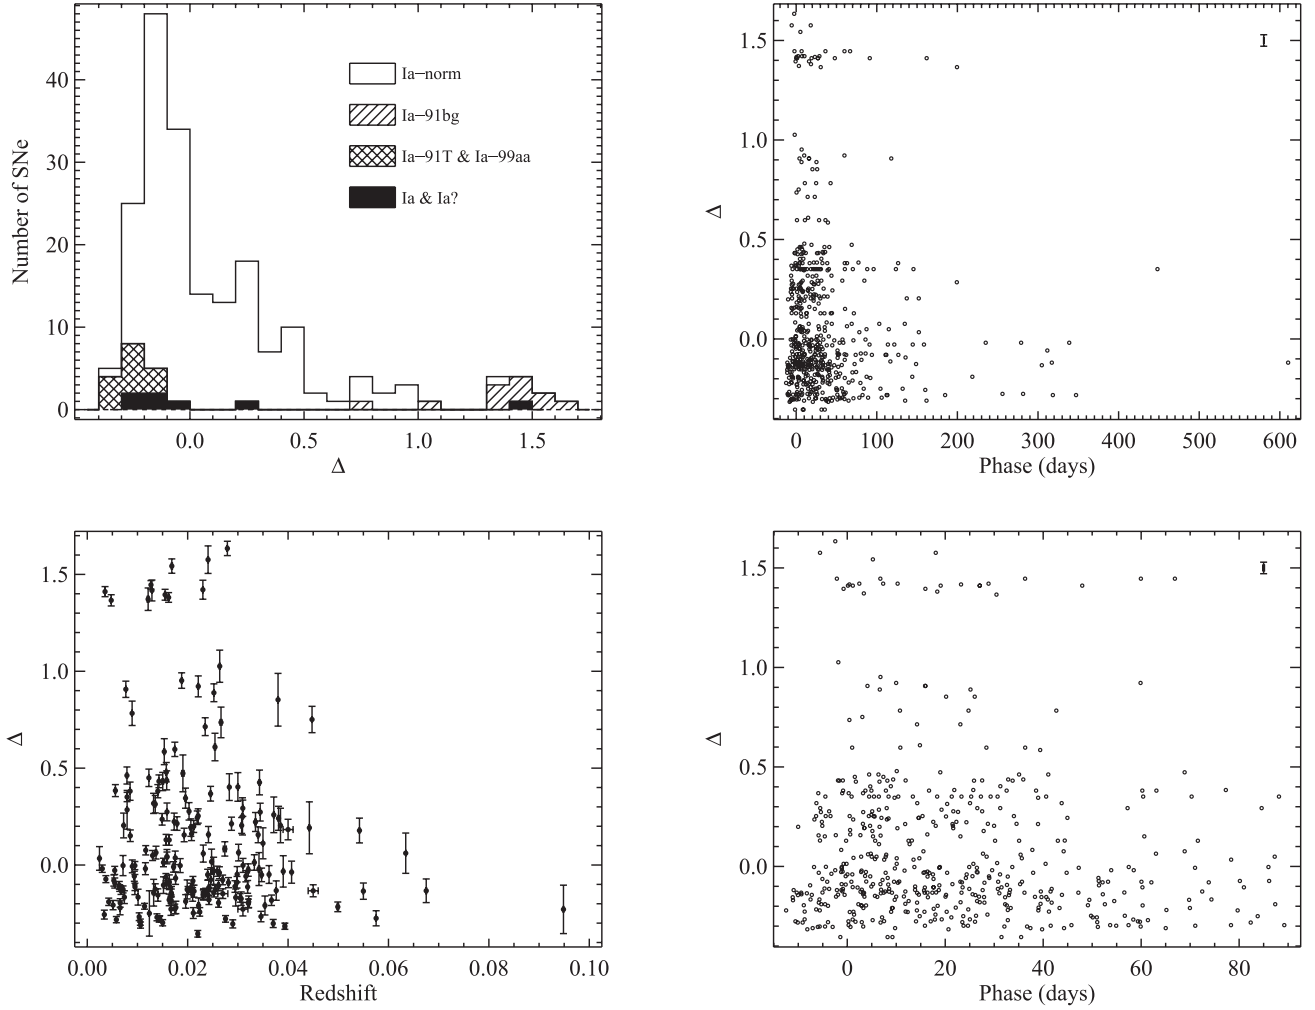 40
30
20
10
0
Number of SNe
Ia–norm
Ia–91bg
Ia–91T & Ia–99aa
Ia & Ia?
0.0 0.5 1.0 1.5
Δ
1.5
1.0
0.5
0.0
Δ
0 100 200 300 400 500 600
Phase (days)
1.5
1.0
0.5
0.0
Δ
0.00 0.02 0.04 0.06 0.08 0.10
Redshift
1.5
1.0
0.5
0.0
Δ
0 20 40 60 80
Phase (days)